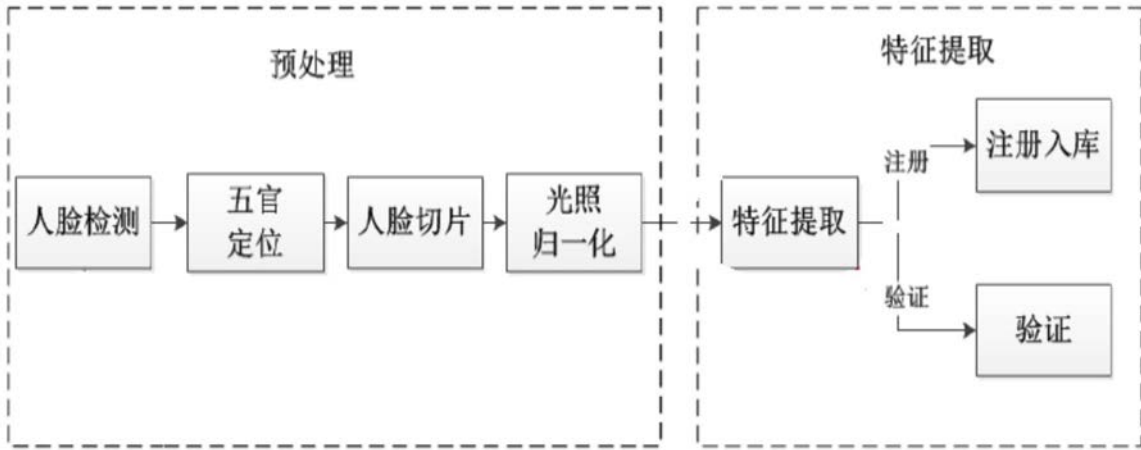 预处理
人脸检测
五官
定位
人脸切片
光照
归一化
特征提取
特征提取
注册
注册入库
验证
验证